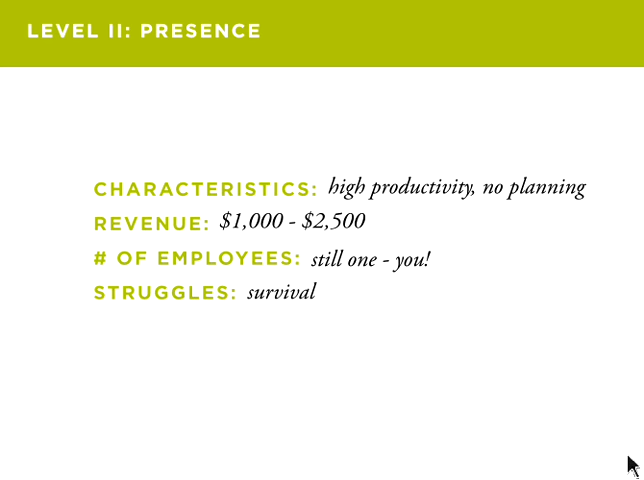 LEVEL II: PRESENCE
CHARACTERISTICS: high productivity, no planning
REVENUE: $1,000 - $2,500
# OF EMPLOYEES: still one - you!
STRUGGLES: survival